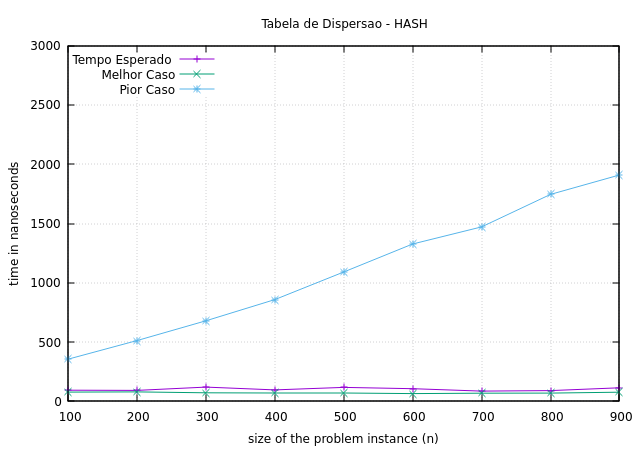 Tabela de Dispersao - HASH
3000
Tempo Esperado
Melhor Caso
Pior Caso
2500
2000
time in nanoseconds
1500
1000
500
0
100 200 300 400 500 600 700 800 900
size of the problem instance (n)